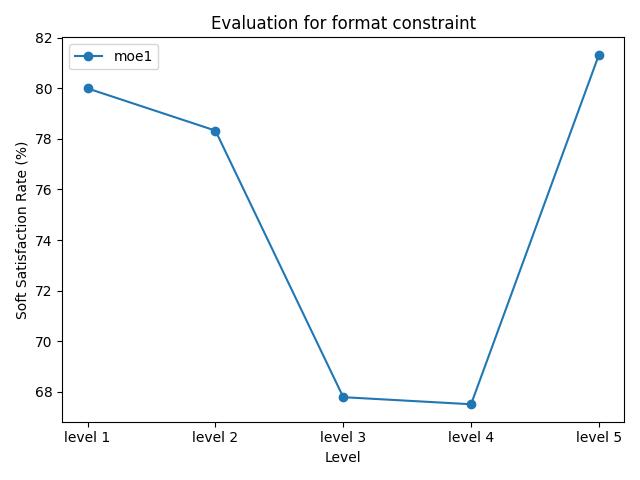 Evaluation for format constraint
moe1
Soft Satisfaction Rate (%)
82
80
78
76
74
72
70
68
level 1 level 2 level 3 level 4 level 5
Level